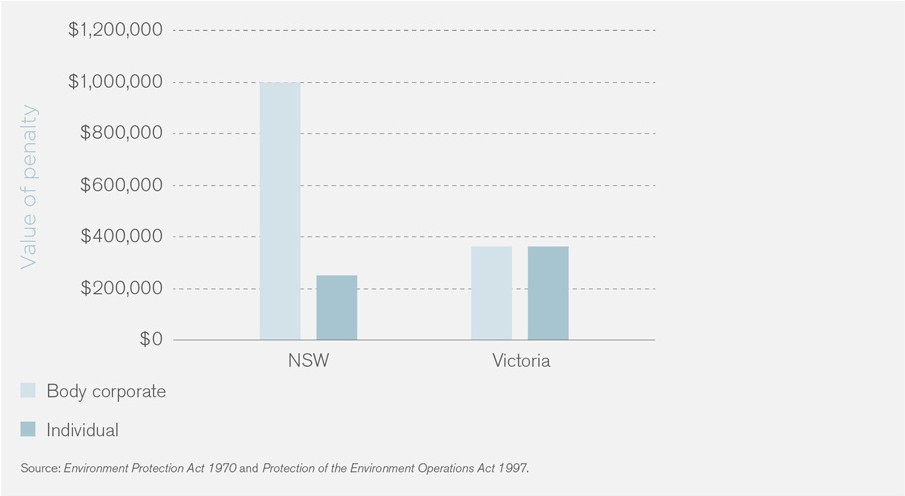 Value of penalty
$1,200,000
$1,000,000
$800,000
$600,000
$400,000
$200,000
$0
NSW
Victoria
Body corporate
Individual
Source: Environment Protection Act 1970 and Protection of the Environment Operations Act 1997.